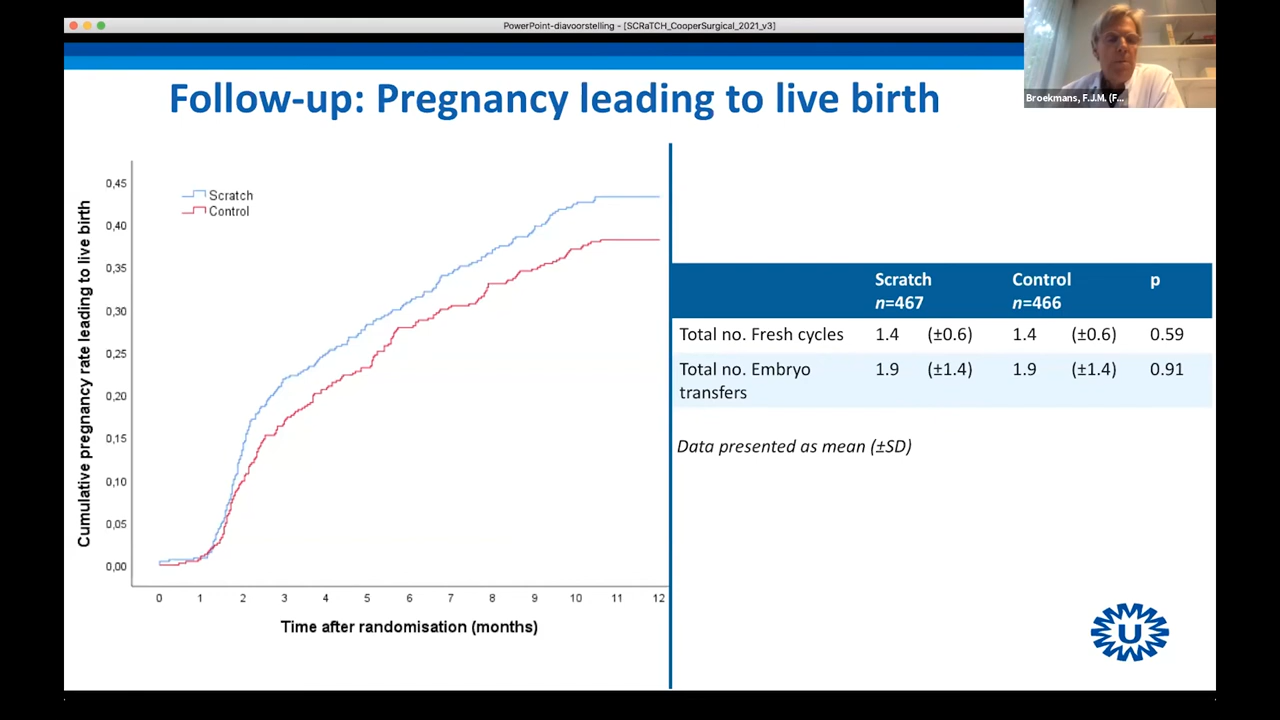 PowerPoint-diavoorstelling - [SCRaTCH_CooperSurgical_2021_v3]
Broekmans, F.J.M. (F...
Follow-up: Pregnancy leading to live birth
Cumulative pregnancy rate leading to live birth
0,45
0,40
0,35
0,30
0,25
0,20
0,15
0,10
0,05
0,00
Scratch
Control
0 1 2 3 4 5 6 7 8 9 10 11 12
Time after randomisation (months)
Scratch Control p
n=467 n=466
Total no. Fresh cycles 1.4 (±0.6) 1.4 (±0.6) 0.59
Total no. Embryo 1.9 (±1.4) 1.9 (±1.4) 0.91
transfers
Data presented as mean (±SD)
U